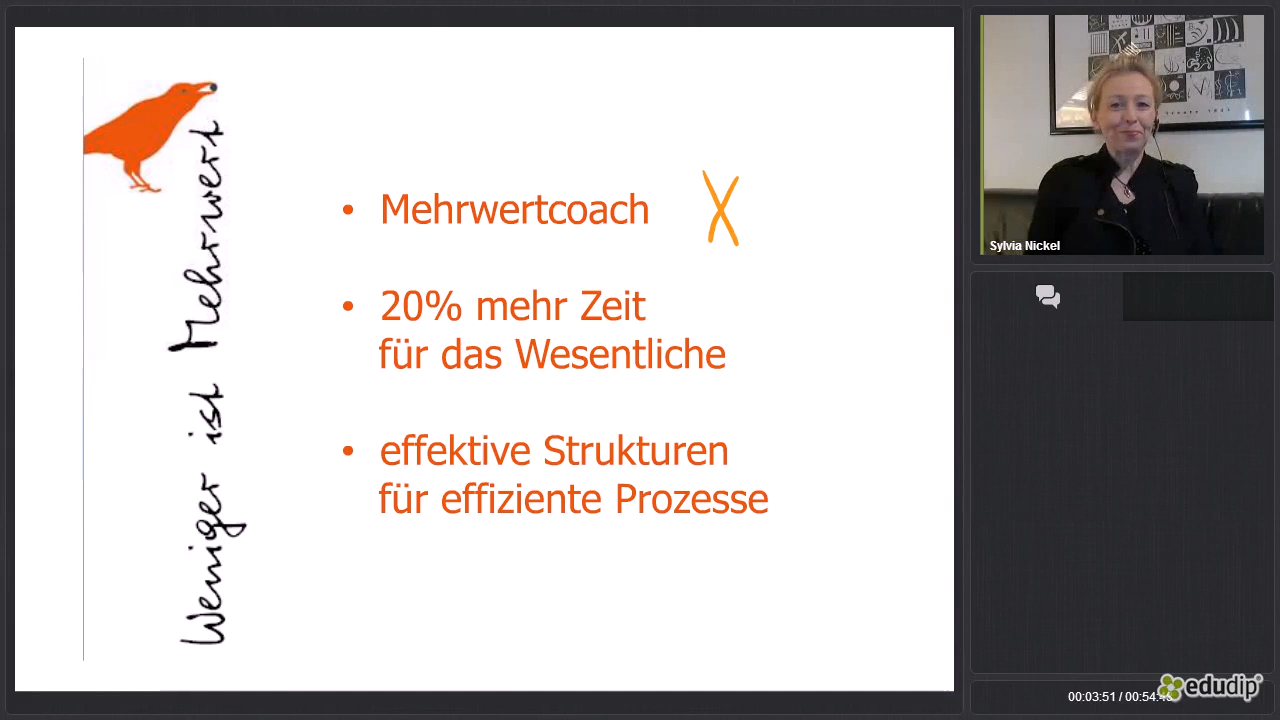 Weniger ist Mehrwert
• Mehrwertcoach X
• 20% mehr Zeit
für das Wesentliche
• effektive Strukturen
für effiziente Prozesse
Sylvia Nickel
00:03:51 / 00:54:
edudip